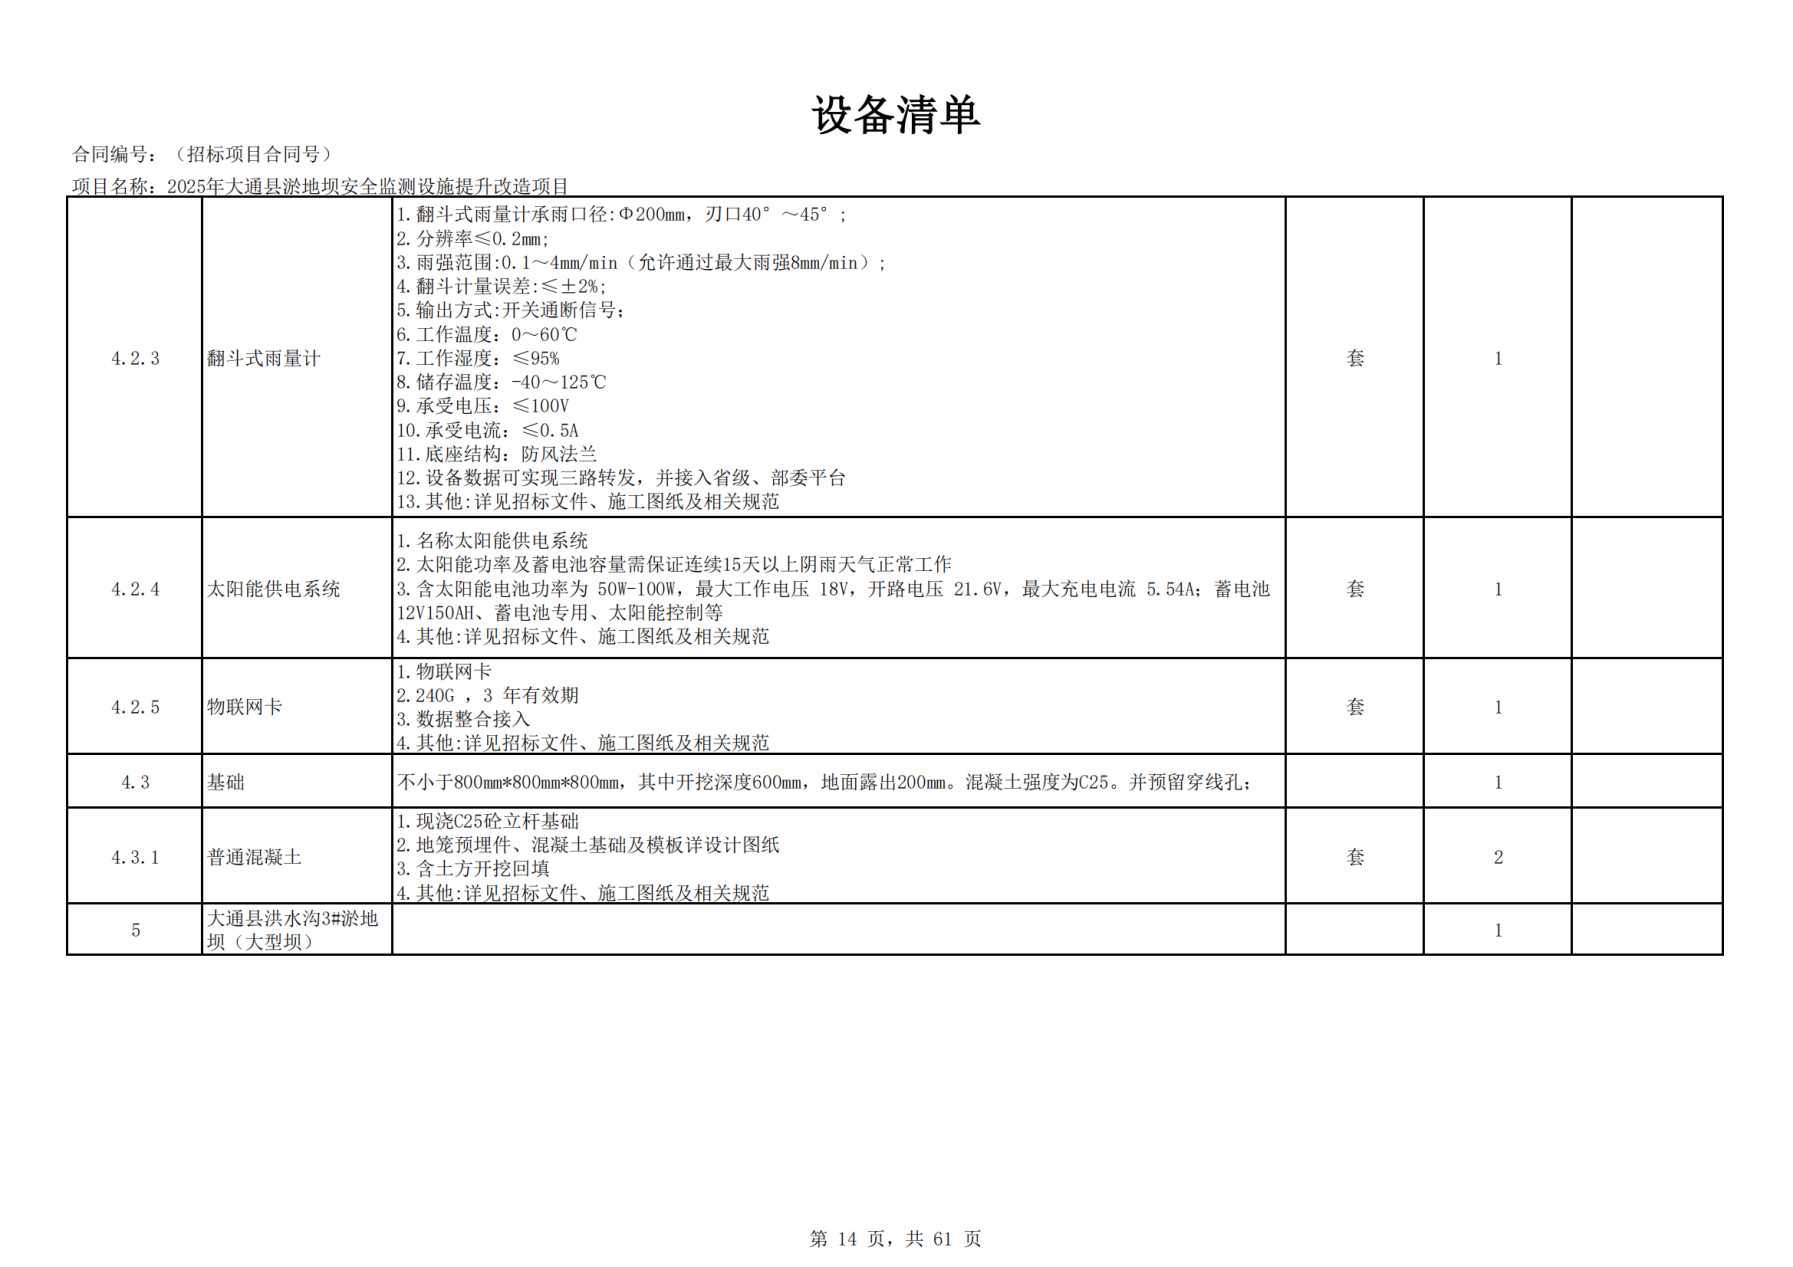 设备清单
合同编号：（招标项目合同号）
项目名称：2025年大通县淤地坝安全监测设施提升改造项目
4.2.3
翻斗式雨量计
1.翻斗式雨量计承雨口径:Φ200mm，刃口40°～45°;
2.分辨率≤0.2mm;
3.雨强范围:0.1～4mm/min（允许通过最大雨强8mm/min）;
4.翻斗计量误差:≤±2%;
5.输出方式:开关通断信号；
6.工作温度：0～60℃
7.工作湿度：≤95%
8.储存温度：-40～125℃
9.承受电压：≤100V
10.承受电流：≤0.5A
11.底座结构：防风法兰
12.设备数据可实现三路转发，并接入省级、部委平台
13.其他:详见招标文件、施工图纸及相关规范
套
1
4.2.4
太阳能供电系统
1.名称太阳能供电系统
2.太阳能功率及蓄电池容量需保证连续15天以上阴雨天气正常工作
3.含太阳能电池功率为 50W-100W，最大工作电压 18V，开路电压 21.6V，最大充电电流 5.54A；蓄电池
12V150AH、蓄电池专用、太阳能控制等
4.其他:详见招标文件、施工图纸及相关规范
套
1
4.2.5
物联网卡
1.物联网卡
2.240G ，3 年有效期
3.数据整合接入
4.其他:详见招标文件、施工图纸及相关规范
套
1
4.3
基础
不小于800mm*800mm*800mm，其中开挖深度600mm，地面露出200mm。混凝土强度为C25。并预留穿线孔；
1
4.3.1
普通混凝土
1.现浇C25砼立杆基础
2.地笼预埋件、混凝土基础及模板详设计图纸
3.含土方开挖回填
4.其他:详见招标文件、施工图纸及相关规范
套
2
5
大通县洪水沟3#淤地
坝（大型坝）
1
第 14 页，共 61 页